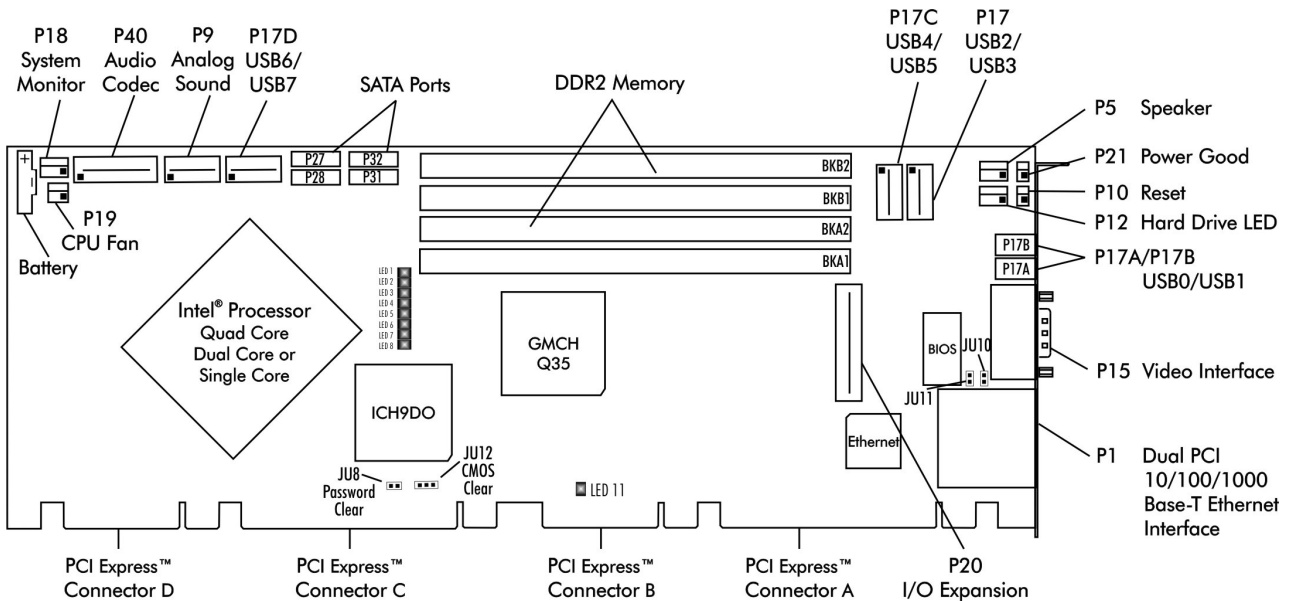 P18
System
Monitor
P40
Audio
Codec
P9
Analog
Sound
P17D
USB6/
USB7
SATA Ports
DDR2 Memory
P17C
USB4/
USB5
P17
USB2/
USB3
P5 Speaker
P21 Power Good
P10 Reset
P12 Hard Drive LED
P17A/P17B
USB0/USB1
P15 Video Interface
P1 Dual PCI
10/100/1000
Base-T Ethernet
Interface
+
–
P19
CPU Fan
Battery
P27
P32
P28
P31
BKB2
BKB1
BKA2
BKA1
P17B
P17A
LED 1
LED 2
LED 3
LED 4
LED 5
LED 6
LED 7
LED 8
Intel® Processor
Quad Core
Dual Core or
Single Core
GMCH
Q35
BIOS
JU10
JU11
ICH9DO
Ethernet
JU8
Password
Clear
JU12
CMOS
Clear
LED 11
PCI Express™
Connector D
PCI Express™
Connector C
PCI Express™
Connector B
PCI Express™
Connector A
P20
I/O Expansion